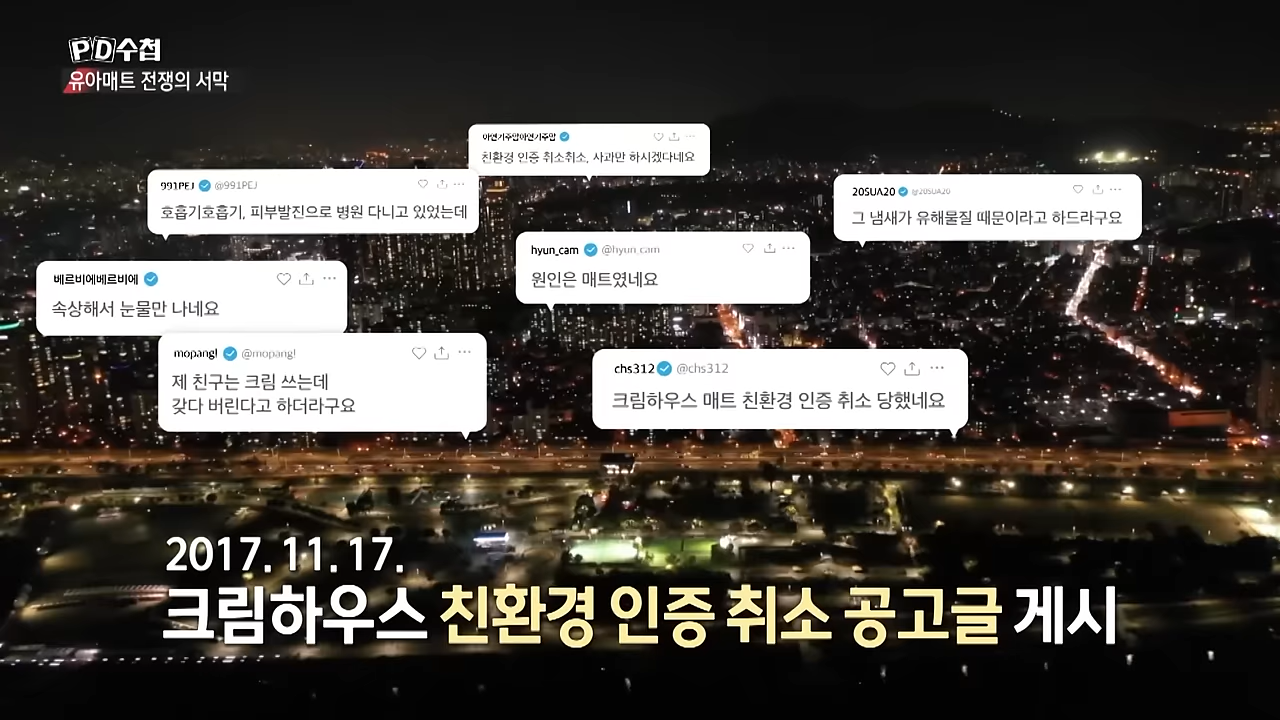 PD수첩
유아매트 전쟁의 서막
친환경 인증 취소취소, 사과만 하시겠다네요
991PEJ @991PEJ
호흡기호흡기, 피부발진으로 병원 다니고 있었는데
20SUA20 @20SUA20
그 냄새가 유해물질 때문이라고 하드라구요
hyun_cam @hyun_cam
원인은 매트였네요
베르비에베르비에
속상해서 눈물만 나네요
mopang! @mopang!
제 친구는 크림 쓰는데
갖다 버린다고 하더라구요
chs312 @chs312
크림하우스 매트 친환경 인증 취소 당했네요
2017.11.17.
크림하우스 친환경 인증 취소 공고글 게시